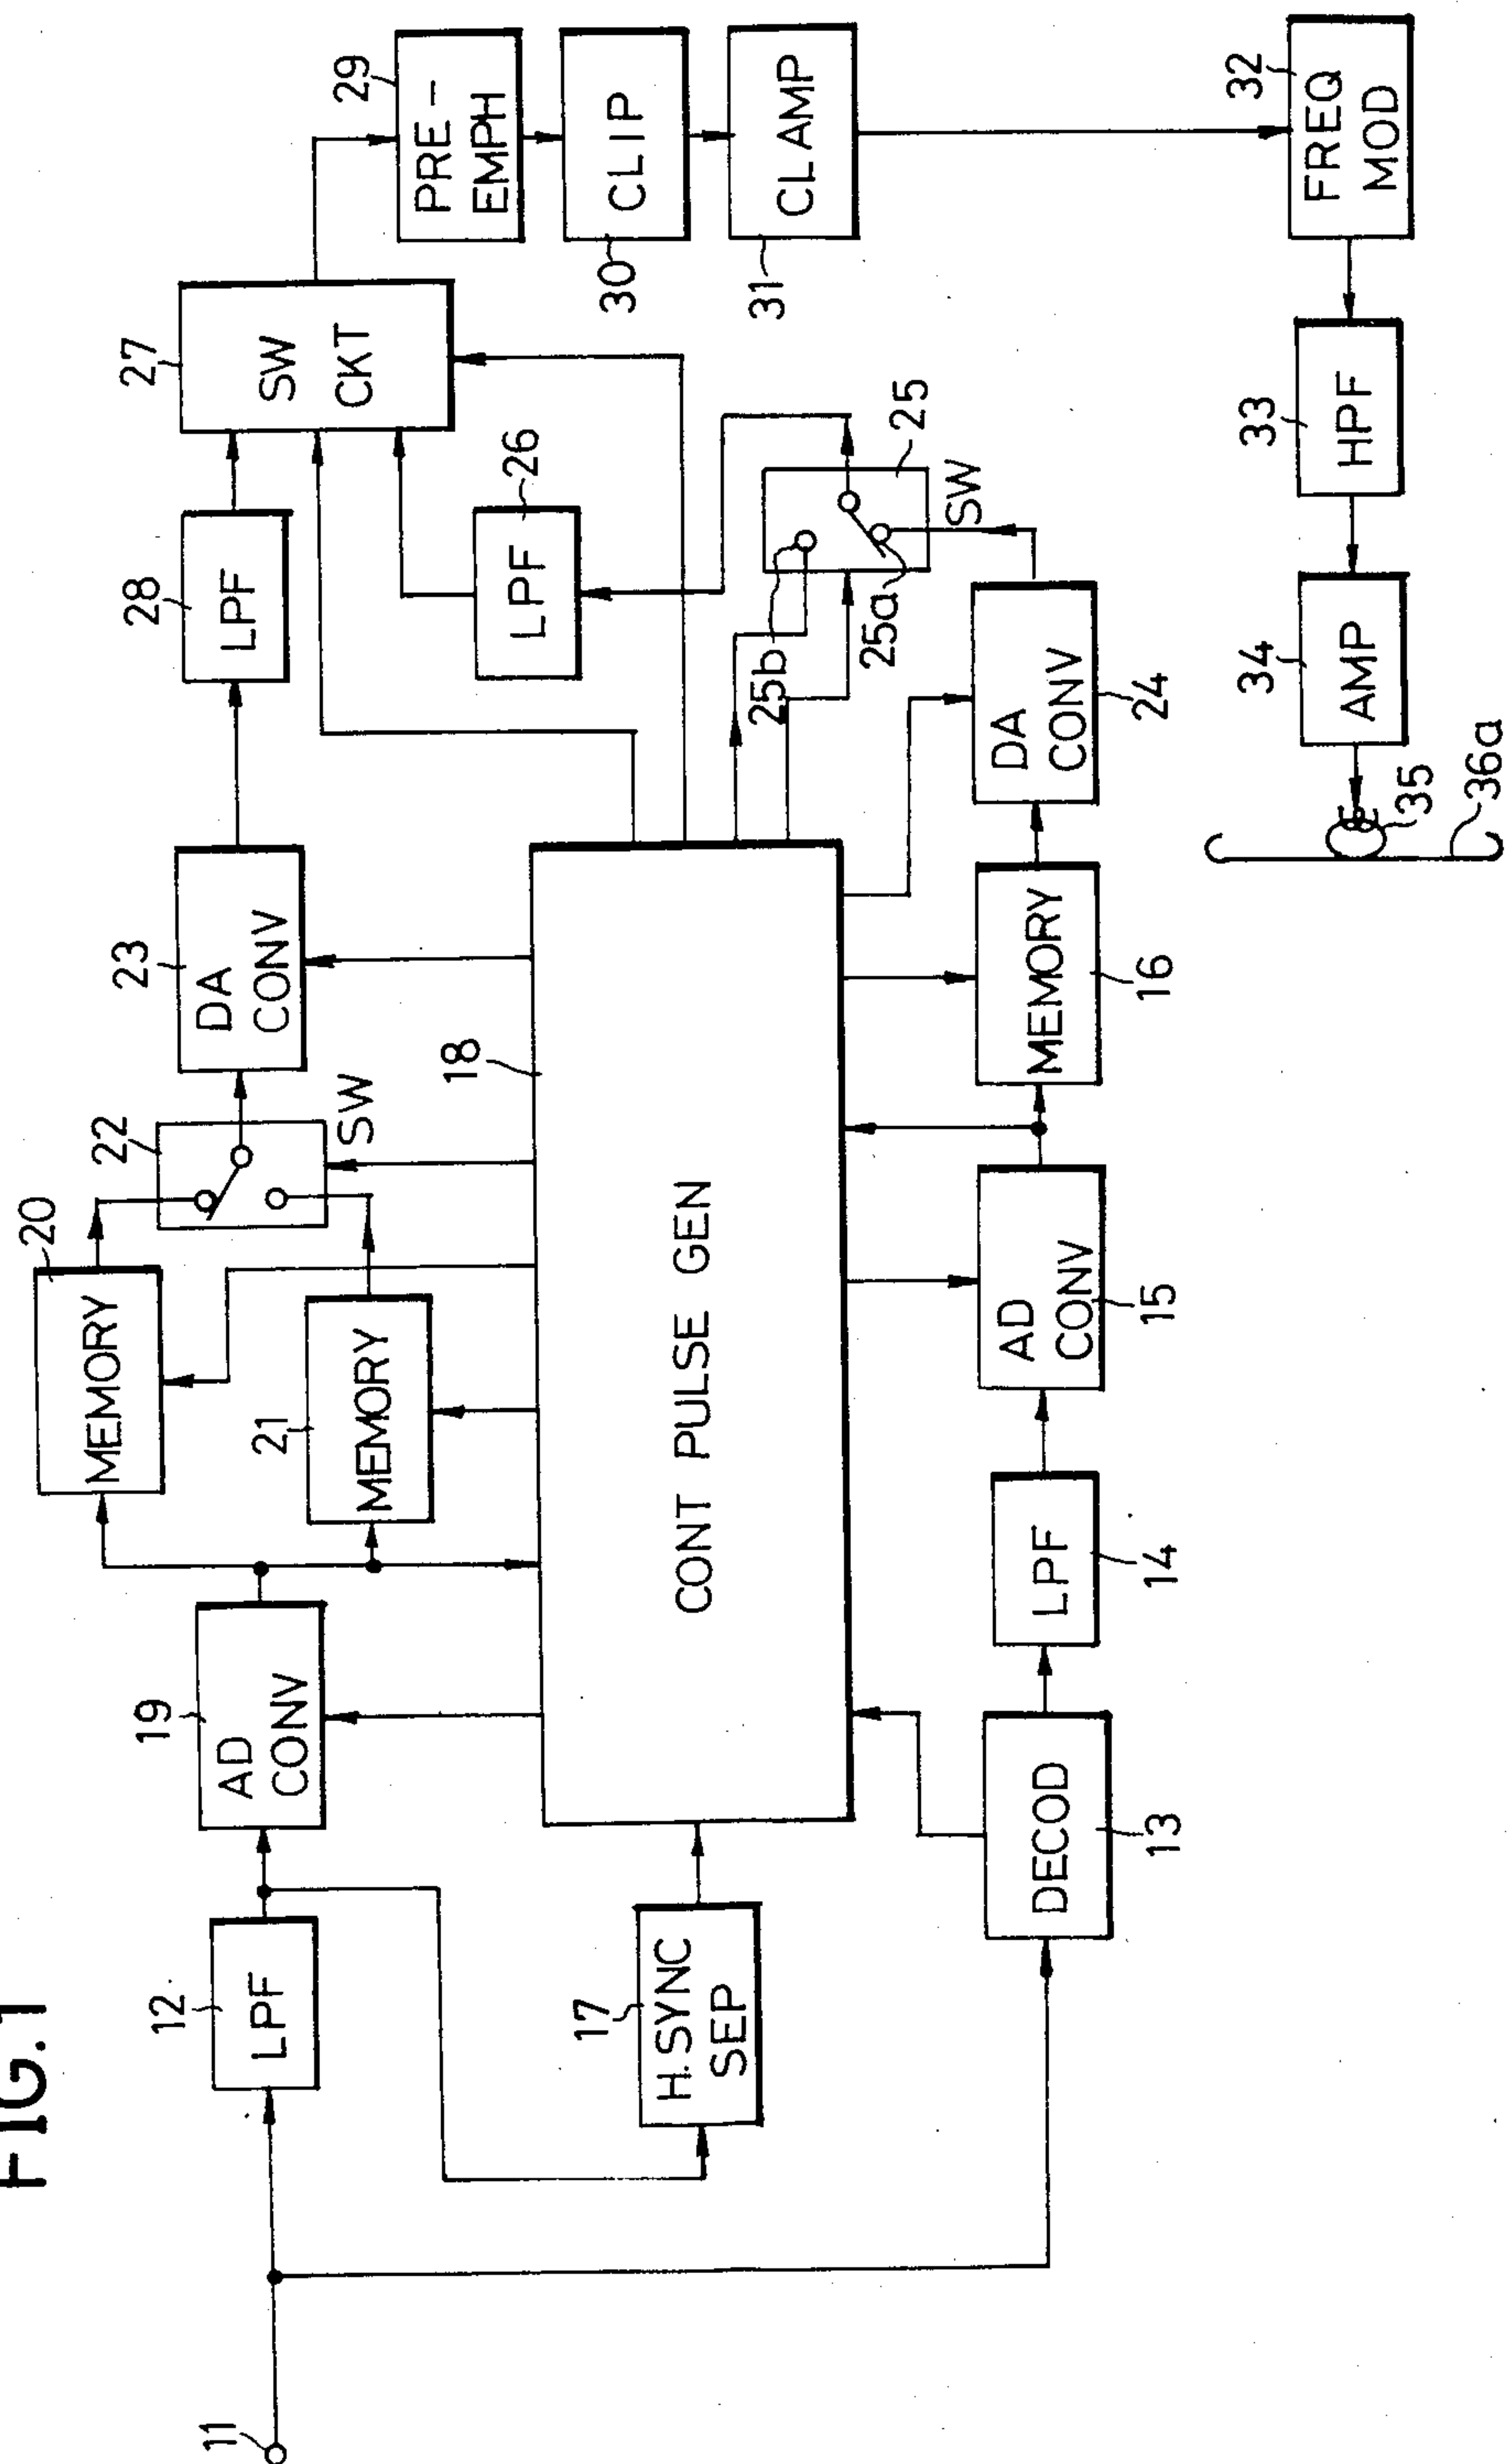 FIG.1
11
12
LPF
19
AD
CONV
20
MEMORY
21
MEMORY
22
SW
23
DA
CONV
28
LPF
27
SW
CKT
29
PRE-
EMPH
30
CLIP
31
CLAMP
17
H.SYNC
SEP
18
CONT PULSE GEN
26
LPF
25
25b
25a
SW
13
DECOD
14
LPF
15
AD
CONV
16
MEMORY
24
DA
CONV
32
FREQ
MOD
33
HPF
34
AMP
35
36a